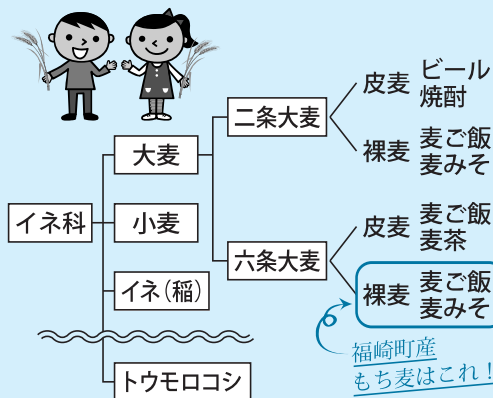 イネ科
大麦
小麦
イネ（稲）
トウモロコシ
二条大麦
皮麦
ビール
焼酎
裸麦
麦ご飯
麦みそ
六条大麦
皮麦
麦ご飯
麦茶
裸麦
麦ご飯
麦みそ
福崎町産
もち麦はこれ！